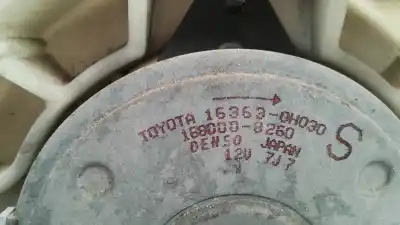 TOYOTA 16363-0H030
168000-8260
DENSO JAPAN
12V 7J7
S